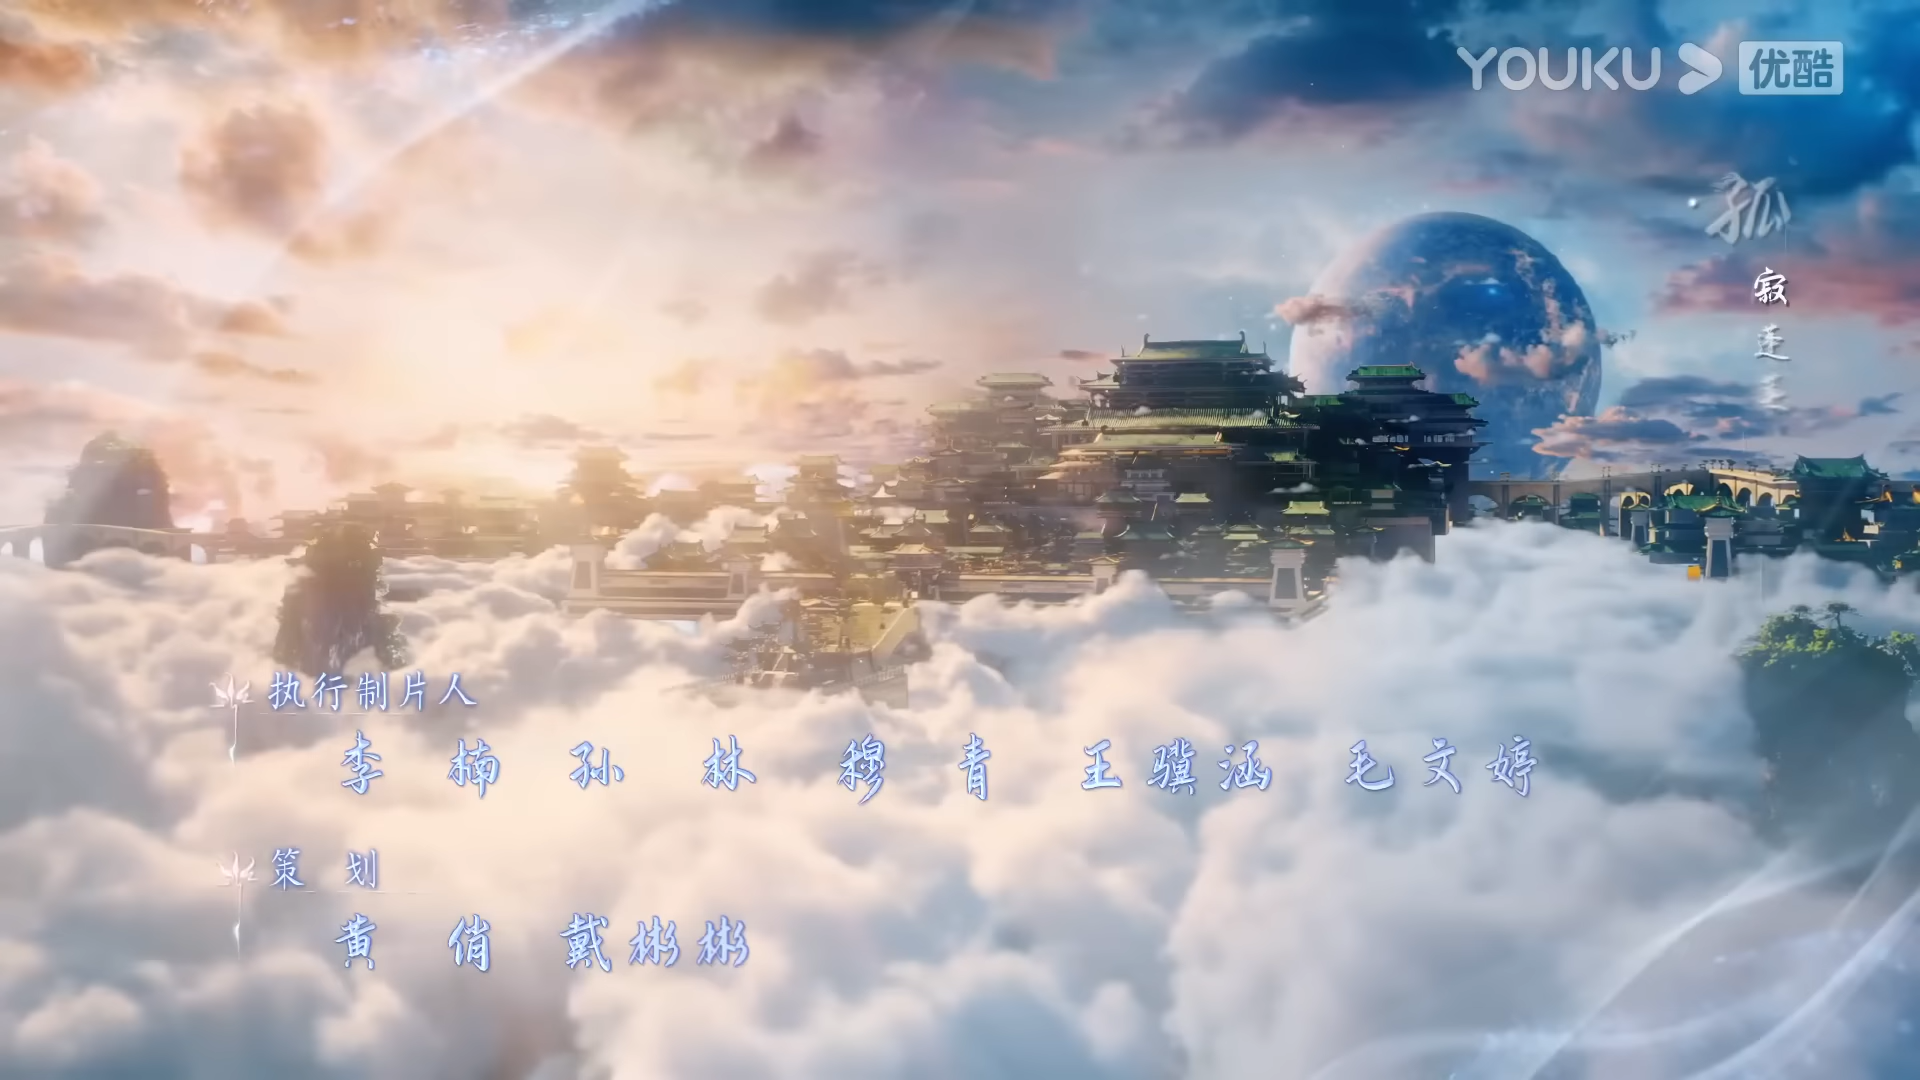 YOUKU 优酷
孤
寂
蓬
执行制片人
李楠 孙林 穆青 王骥涵 毛文婷
策划
黄俏 戴彬彬